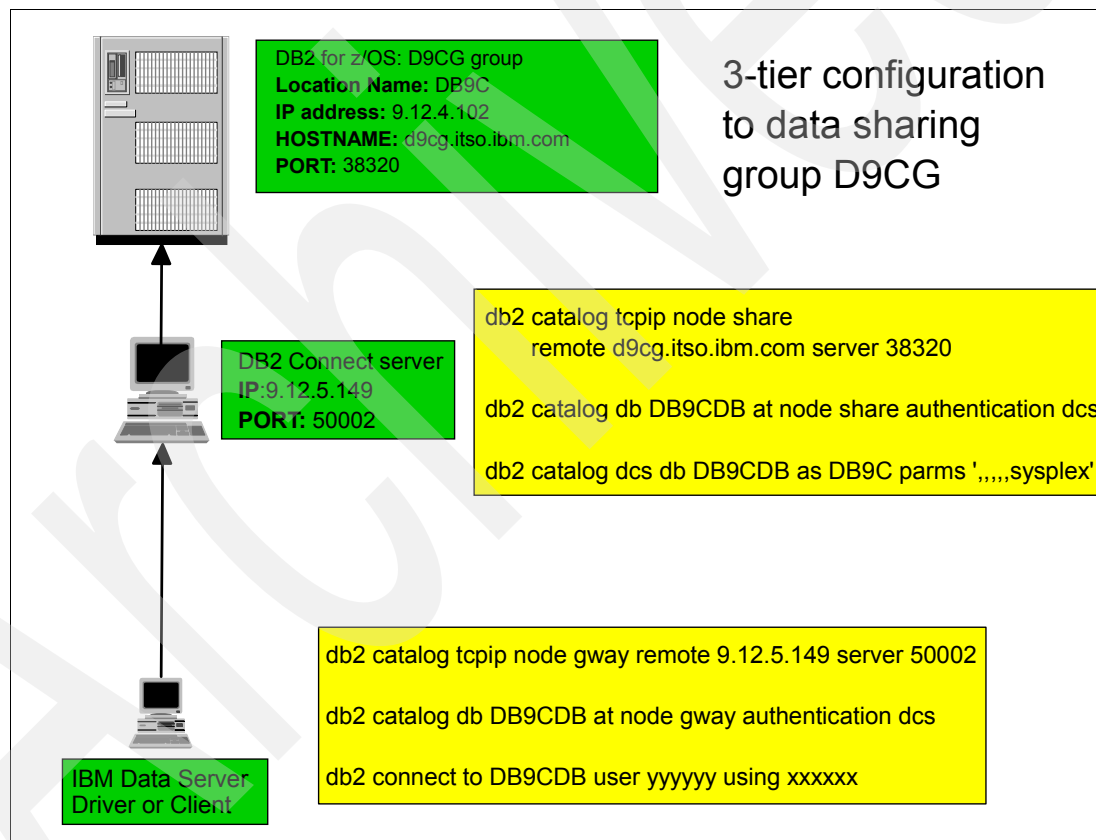 DB2 for z/OS: D9CG group
Location Name: DB9C
IP address: 9.12.4.102
HOSTNAME: d9cg.itso.ibm.com
PORT: 38320
3-tier configuration
to data sharing
group D9CG
DB2 Connect server
IP:9.12.5.149
PORT: 50002
db2 catalog tcpip node share
remote d9cg.itso.ibm.com server 38320
db2 catalog db DB9CDB at node share authentication dcs
db2 catalog dcs db DB9CDB as DB9C parms ',,,,,sysplex'
db2 catalog tcpip node gway remote 9.12.5.149 server 50002
db2 catalog db DB9CDB at node gway authentication dcs
db2 connect to DB9CDB user yyyyyy using xxxxxx
IBM Data Server
Driver or Client
Archive